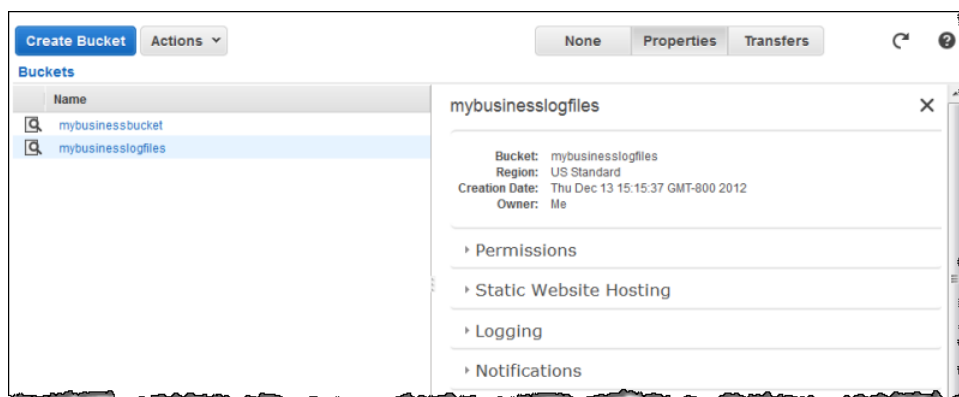 Create Bucket Actions None Properties Transfers
Buckets
Name
mybusinessbucket
mybusinesslogfiles
mybusinesslogfiles
Bucket: mybusinesslogfiles
Region: US Standard
Creation Date: Thu Dec 13 15:15:37 GMT-800 2012
Owner: Me
Permissions
Static Website Hosting
Logging
Notifications